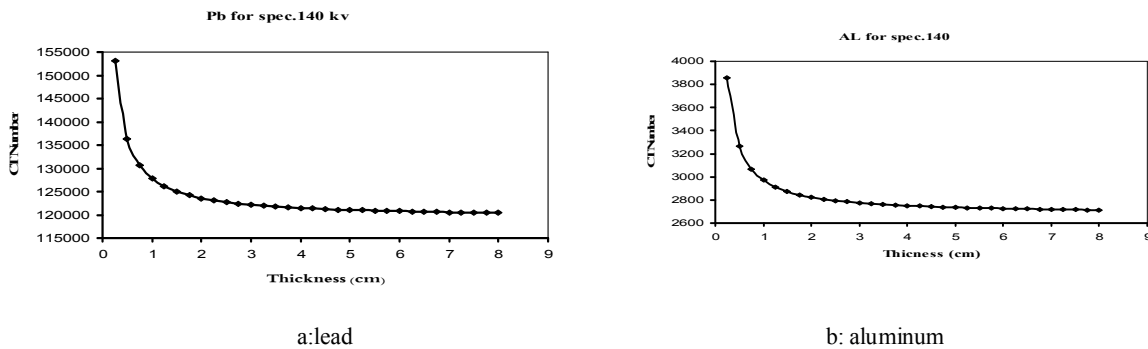 Pb for spec.140 kv
155000
150000
145000
140000
135000
130000
125000
120000
115000
CTNumber
0 1 2 3 4 5 6 7 8 9
Thickness (cm)
a:lead
AL for spec.140
4000
3800
3600
3400
3200
3000
2800
2600
CTNumber
0 1 2 3 4 5 6 7 8 9
Thicness (cm)
b: aluminum